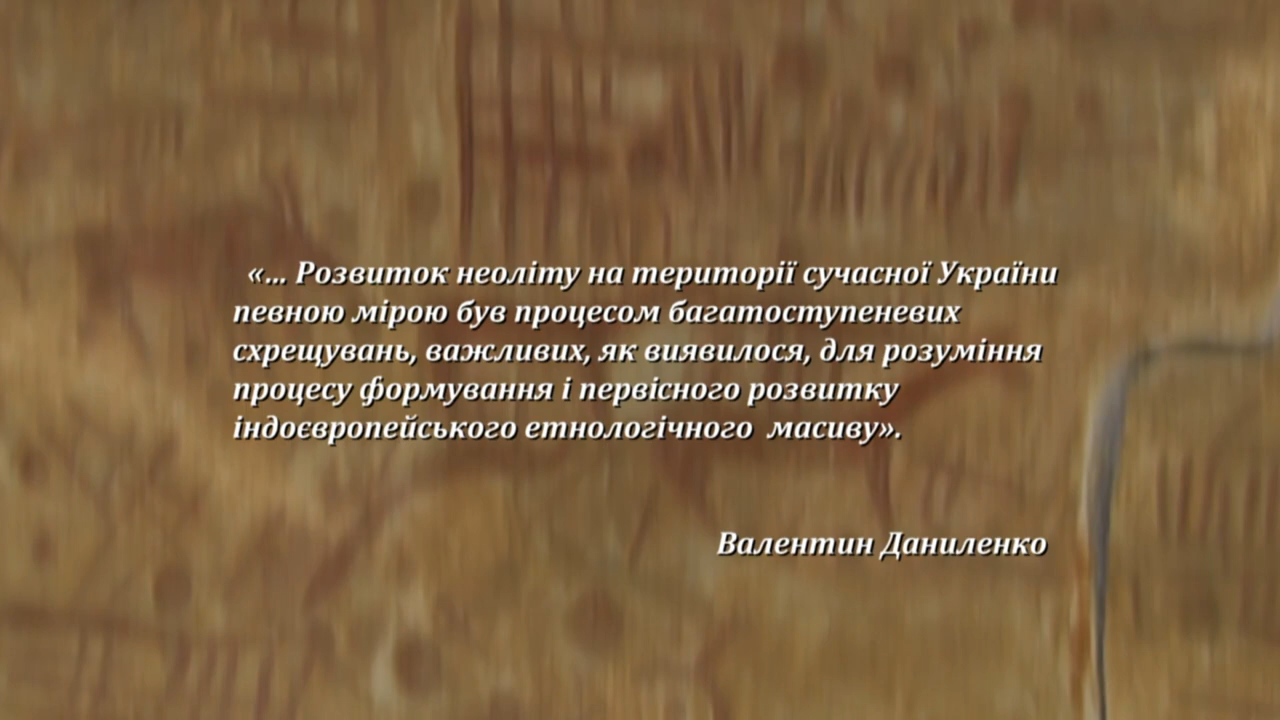 «... Розвиток неоліту на території сучасної України
певною мірою був процесом багатоступеневих
схрещувань, важливих, як виявилося, для розуміння
процесу формування і первісного розвитку
індоєвропейського етнологічного масиву».
Валентин Даниленко